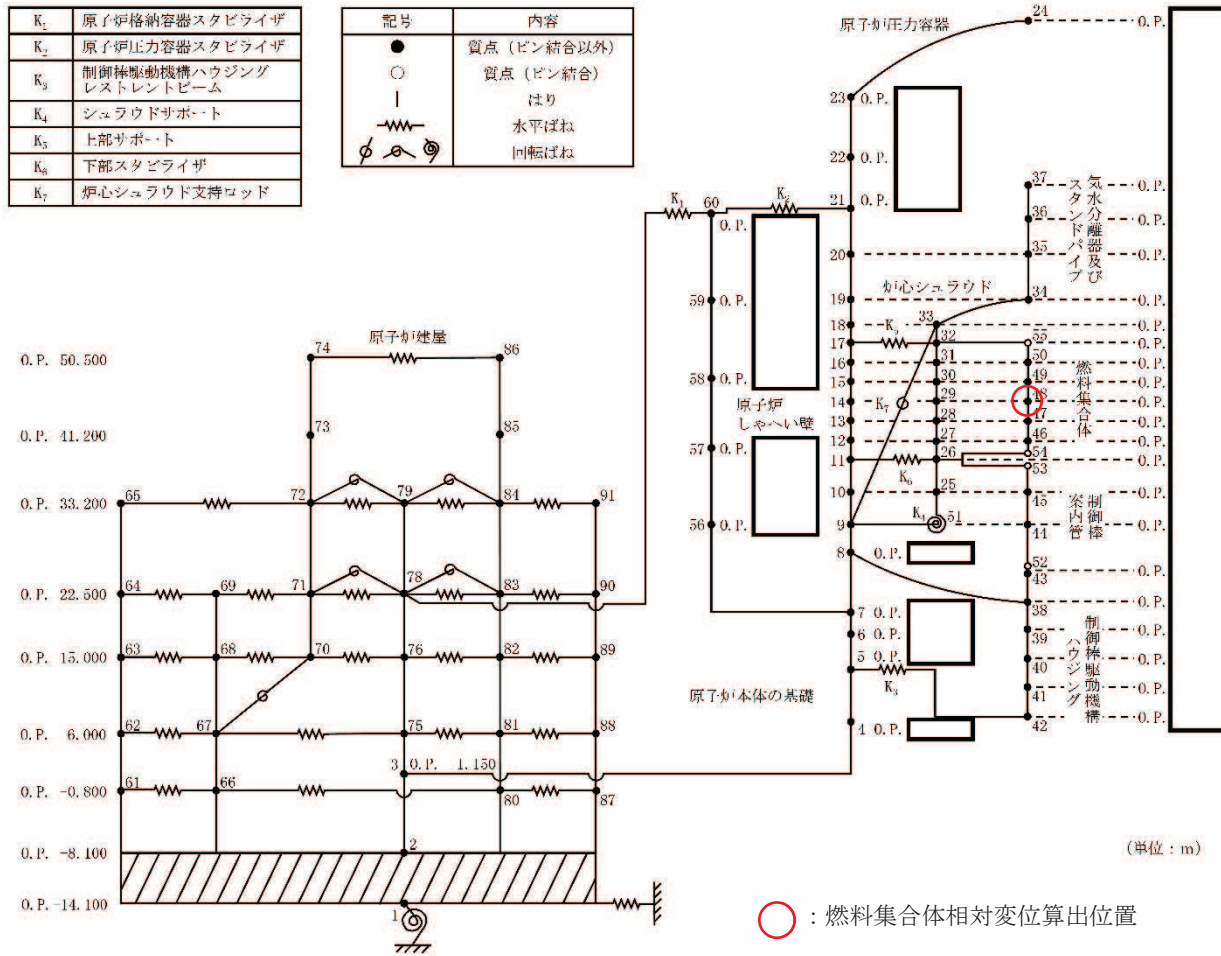 K₁ 原子炉格納容器スタビライザ
K₂ 原子炉圧力容器スタビライザ
K₃ 制御棒駆動機構ハウジング
レストレントビーム
K₄ シュラウドサポート
K₅ 上部サポート
K₆ 下部スタビライザ
K₇ 炉心シュラウド支持ロッド
記号 内容
質点（ピン結合以外）
質点（ピン結合）
はり
水平ばね
回転ばね
原子炉圧力容器
24 O.P.
23 O.P.
22 O.P.
21 O.P.
20
19
18
17
16
15
14
13
12
11
10
9
8 O.P.
7 O.P.
6 O.P.
5 O.P.
4 O.P.
K₁ 60 K₂
O.P.
59 O.P.
58 O.P.
57 O.P.
56 O.P.
原子炉
しゃへい壁
炉心シュラウド
33
K₅ 32
31
30
29
28
27
26
25
K₇
K₆
K₄ 51
気水分離器及び
スタンドパイプ
37 O.P.
36 O.P.
35 O.P.
34 O.P.
O.P.
55 O.P.
50 O.P.
49 O.P.
48 O.P.
47 O.P.
46 O.P.
54
53 O.P.
45 O.P.
44 O.P.
52 O.P.
43
38 O.P.
39 O.P.
40 O.P.
41 O.P.
42 O.P.
燃料集合体
制御棒
案内管
制御棒駆動機構
ハウジング
K₃
原子炉本体の基礎
原子炉建屋
O.P. 50.500 74 86
O.P. 41.200 73 85
O.P. 33.200 65 72 79 84 91
O.P. 22.500 64 69 71 78 83 90
O.P. 15.000 63 68 70 76 82 89
O.P. 6.000 62 67 75 81 88
3 O.P. 1.150
O.P. -0.800 61 66 80 87
O.P. -8.100 2
O.P. -14.100 1
（単位：m）
：燃料集合体相対変位算出位置